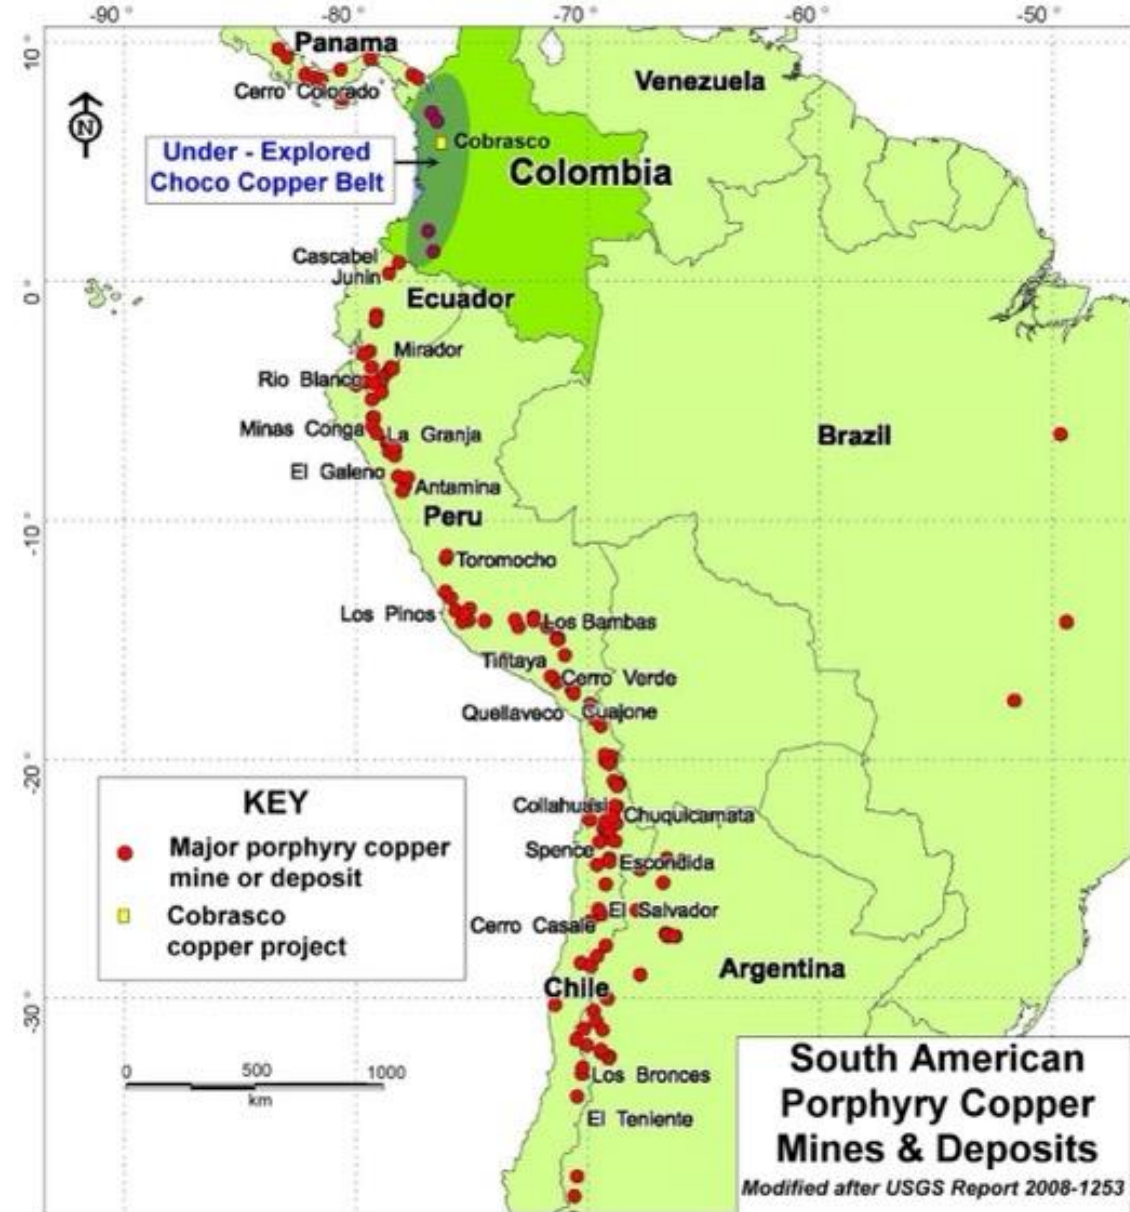 -90 ° -80 ° -70 ° -60 ° -50 °
10 °
Panama
Venezuela
Cerro Colorado
N
Cobrasco
Under - Explored
Choco Copper Belt
Colombia
Cascabel
Junin
0 °
Ecuador
Mirador
Rio Blanco
Minas Conga
La Granja
Brazil
El Galeno
Antamina
Peru
-10 °
Toromocho
Los Pinos
Los Bambas
Tintaya
Cerro Verde
Quellaveco
Cuajone
-20 °
KEY
Major porphyry copper
mine or deposit
Cobrasco
copper project
Collahuasi
Chuquicamata
Spence
Escondida
El Salvador
Cerro Casale
Argentina
Chile
-30 °
0 500 1000
km
Los Bronces
El Teniente
South American
Porphyry Copper
Mines & Deposits
Modified after USGS Report 2008-1253